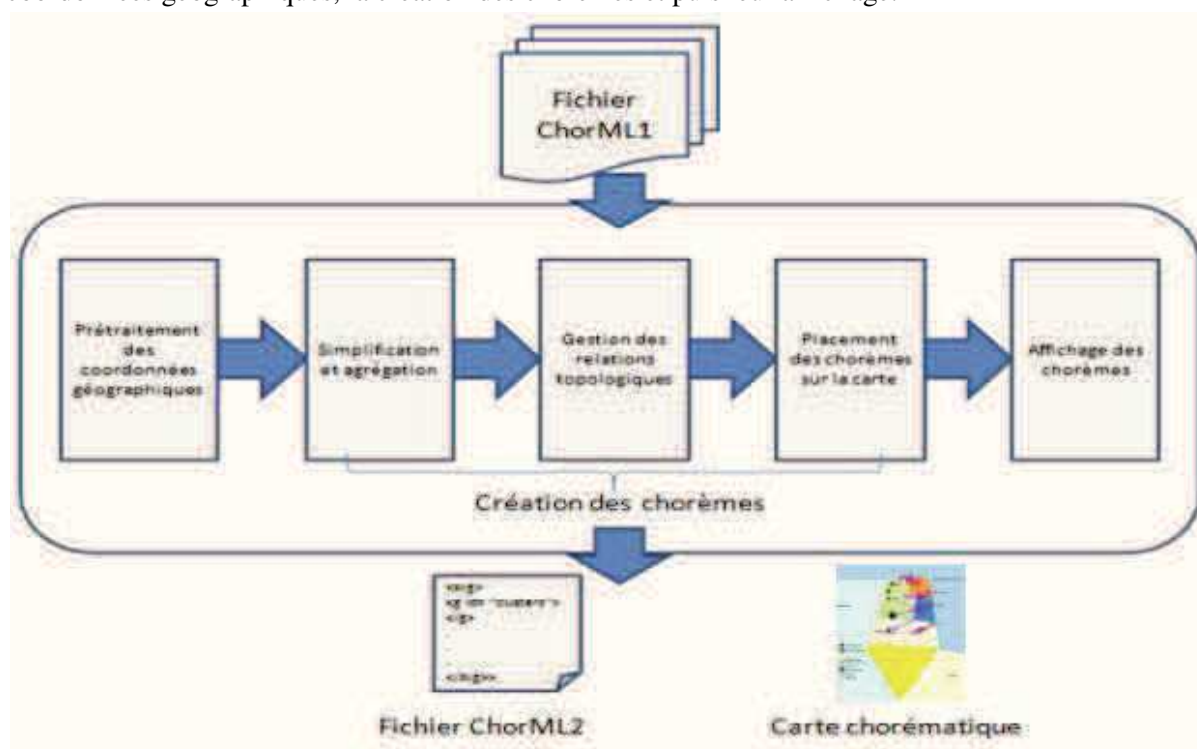 Fichier
ChorML1
Prétraitement
des
coordonnées
géographiques
Simplification
et agrégation
Gestion des
relations
topologiques
Placement
des chorèmes
sur la carte
Affichage des
chorèmes
Création des chorèmes
Fichier ChorML2
Carte chorématique